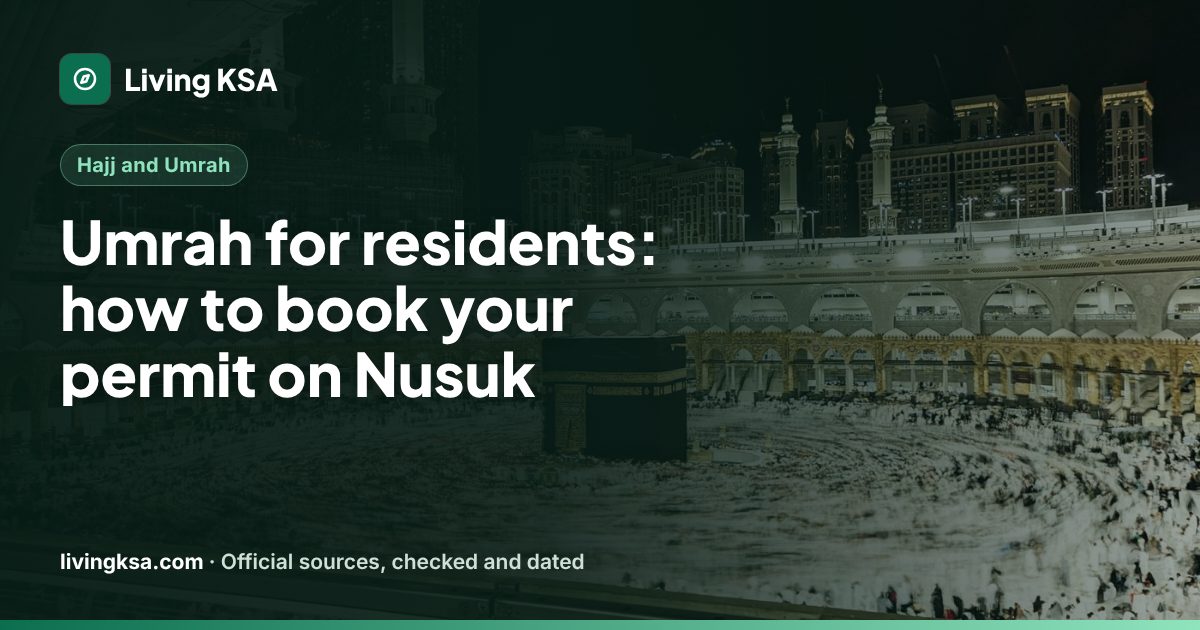 Living KSA
Hajj and Umrah
Umrah for residents:
how to book your
permit on Nusuk
livingksa.com · Official sources, checked and dated